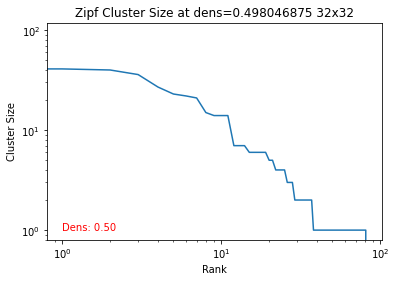 Zipf Cluster Size at dens=0.498046875 32x32
Cluster Size
10²
10¹
10⁰
Dens: 0.50
10⁰
10¹
10²
Rank